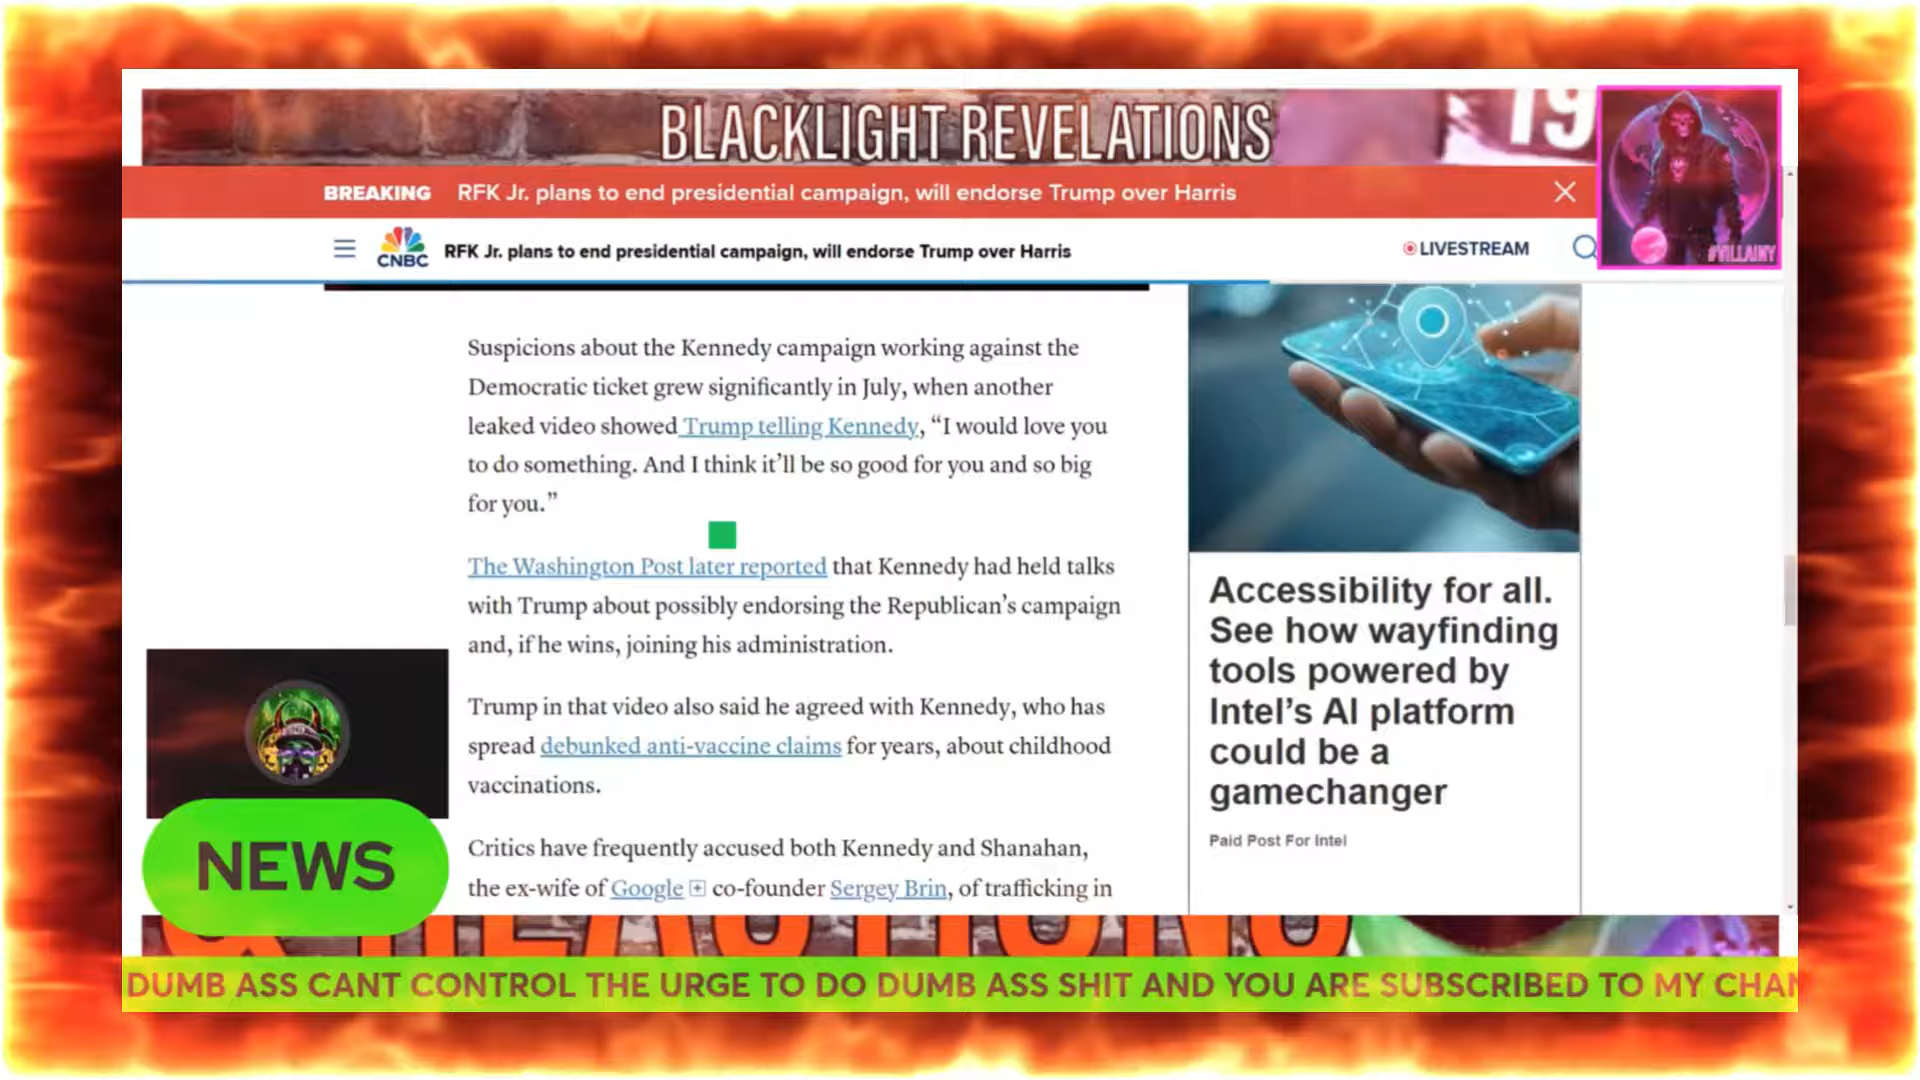 BLACKLIGHT REVELATIONS
19
BREAKING RFK Jr. plans to end presidential campaign, will endorse Trump over Harris
#VILLAINY
CNBC RFK Jr. plans to end presidential campaign, will endorse Trump over Harris
LIVESTREAM
Suspicions about the Kennedy campaign working against the
Democratic ticket grew significantly in July, when another
leaked video showed Trump telling Kennedy, “I would love you
to do something. And I think it’ll be so good for you and so big
for you.”
The Washington Post later reported that Kennedy had held talks
with Trump about possibly endorsing the Republican’s campaign
and, if he wins, joining his administration.
Trump in that video also said he agreed with Kennedy, who has
spread debunked anti-vaccine claims for years, about childhood
vaccinations.
Critics have frequently accused both Kennedy and Shanahan,
the ex-wife of Google co-founder Sergey Brin, of trafficking in
Accessibility for all.
See how wayfinding
tools powered by
Intel’s AI platform
could be a
gamechanger
Paid Post For Intel
NEWS
& REACTIONS
DUMB ASS CANT CONTROL THE URGE TO DO DUMB ASS SHIT AND YOU ARE SUBSCRIBED TO MY CHAN